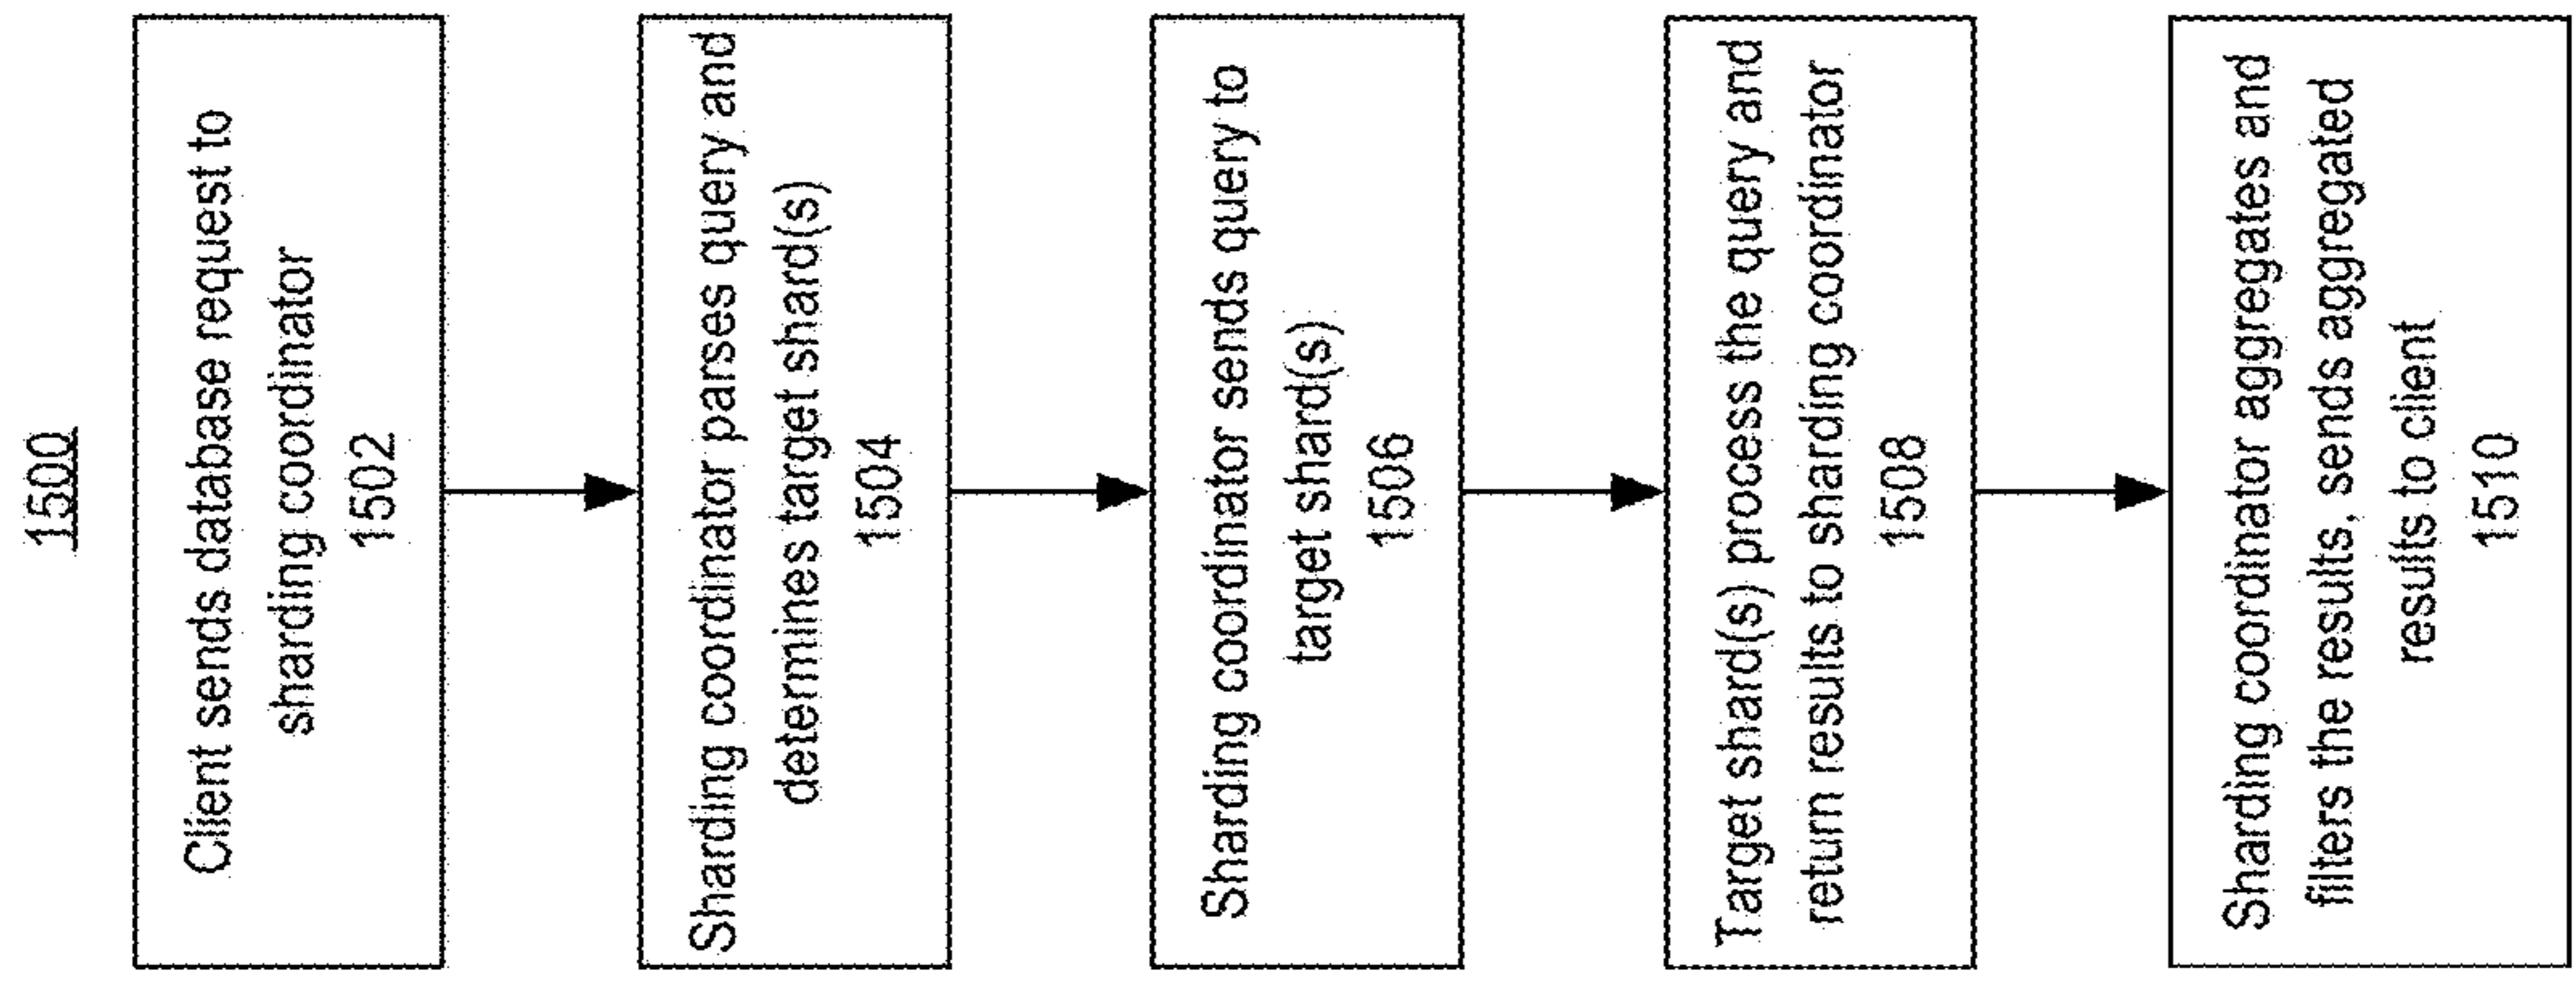 1500
Client sends database request to
sharding coordinator
1502
Sharding coordinator parses query and
determines target shard(s)
1504
Sharding coordinator sends query to
target shard(s)
1506
Target shard(s) process the query and
return results to sharding coordinator
1508
Sharding coordinator aggregates and
filters the results, sends aggregated
results to client
1510